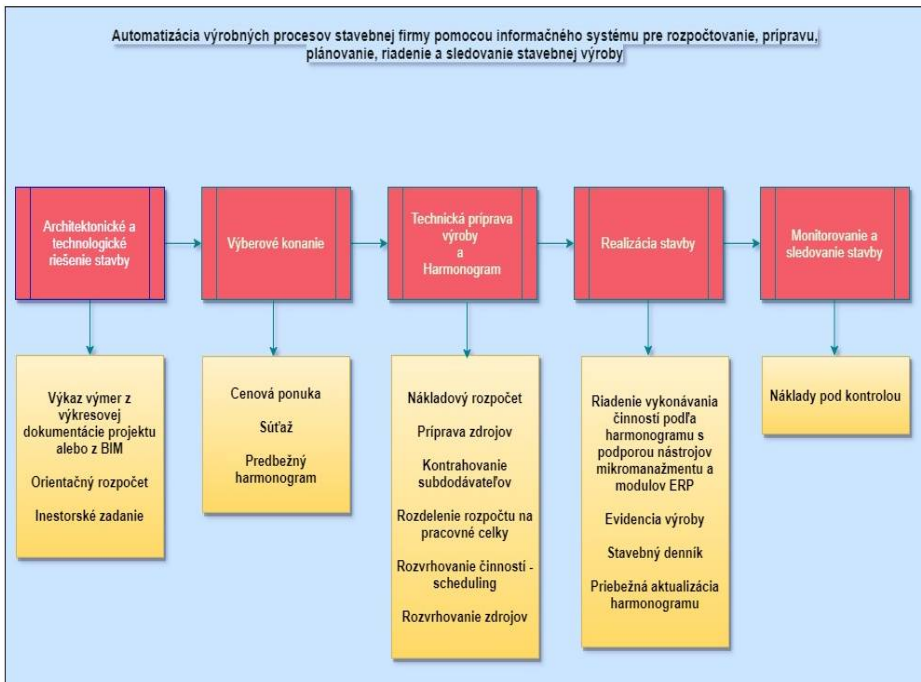 Automatizácia výrobných procesov stavebnej firmy pomocou informačného systému pre rozpočtovanie, prípravu,
plánovanie, riadenie a sledovanie stavebnej výroby
Architektonické a
technologické
riešenie stavby
Výberové konanie
Technická príprava
výroby
a
Harmonogram
Realizácia stavby
Monitorovanie a
sledovanie stavby
Výkaz výmer z
výkresovej
dokumentácie projektu
alebo z BIM
Orientačný rozpočet
Inestorské zadanie
Cenová ponuka
Súťaž
Predbežný
harmonogram
Nákladový rozpočet
Príprava zdrojov
Kontrahovanie
subdodávateľov
Rozdelenie rozpočtu na
pracovné celky
Rozvrhovanie činností -
scheduling
Rozvrhovanie zdrojov
Riadenie vykonávania
činností podľa
harmonogramu s
podporou nástrojov
mikromanažmentu a
modulov ERP
Evidencia výroby
Stavebný denník
Priebežná aktualizácia
harmonogramu
Náklady pod kontrolou